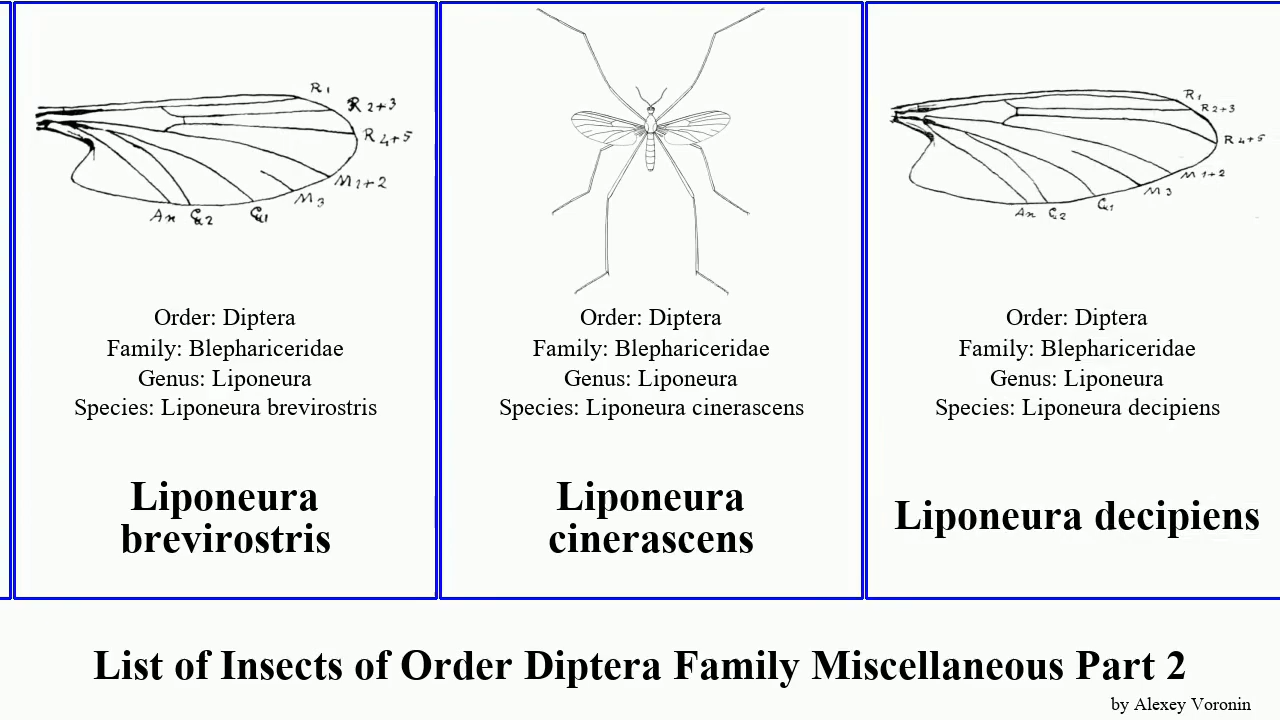 R1
R2+3
R4+5
M1+2
M3
An Cu2 Cu1
Order: Diptera
Family: Blephariceridae
Genus: Liponeura
Species: Liponeura brevirostris
Liponeura
brevirostris
Order: Diptera
Family: Blephariceridae
Genus: Liponeura
Species: Liponeura cinerascens
Liponeura
cinerascens
R1
R2+3
R4+5
M1+2
M3
An C2 Cu1
Order: Diptera
Family: Blephariceridae
Genus: Liponeura
Species: Liponeura decipiens
Liponeura decipiens
List of Insects of Order Diptera Family Miscellaneous Part 2
by Alexey Voronin